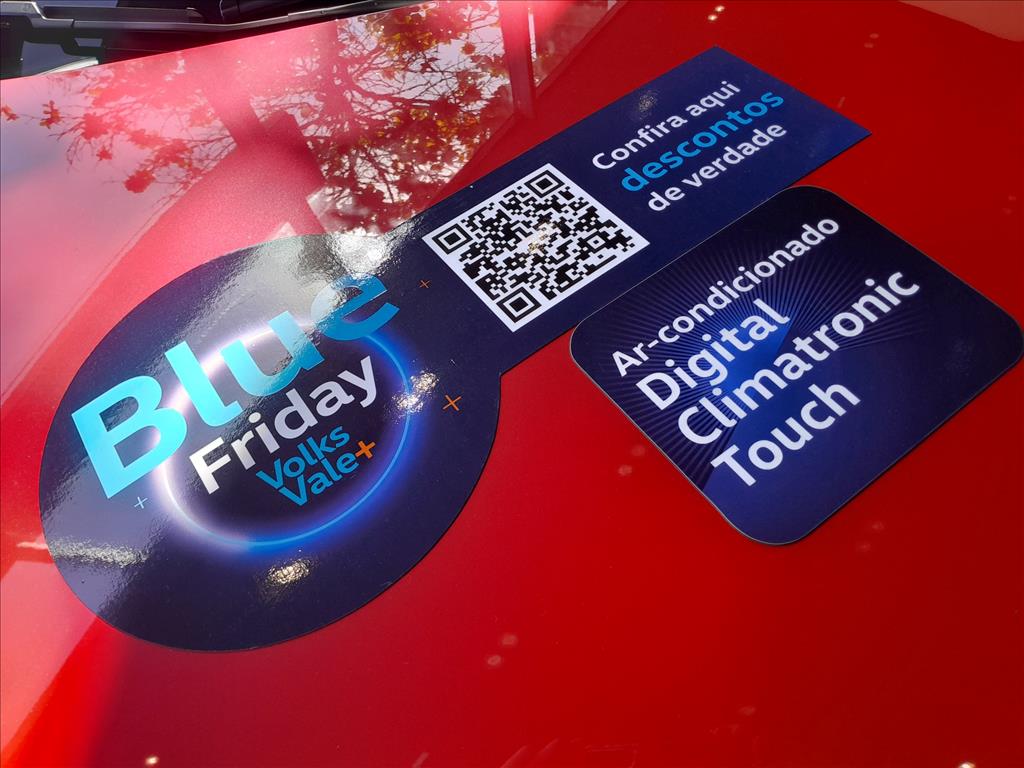 Blue
Friday
Volks
Vale+
Confira aqui
descontos
de verdade
Ar-condicionado
Digital
Climatronic
Touch